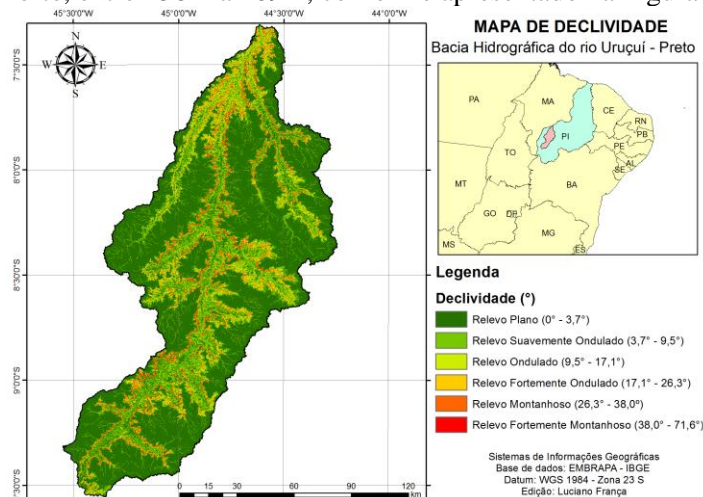 45°30'0"W 45°0'0"W 44°30'0"W 44°0'0"W
7°30'0"S
8°0'0"S
8°30'0"S
9°0'0"S
N
W E
S
0 15 30 60 90 120
km
MAPA DE DECLIVIDADE
Bacia Hidrográfica do rio Uruçuí - Preto
PA
MA
CE
RN
PB
PI
PE
AL
SE
TO
MT
BA
GO
DF
MG
MS
ES
Legenda
Declividade (°)
Relevo Plano (0° - 3,7°)
Relevo Suavemente Ondulado (3,7° - 9,5°)
Relevo Ondulado (9,5° - 17,1°)
Relevo Fortemente Ondulado (17,1° - 26,3°)
Relevo Montanhoso (26,3° - 38,0º)
Relevo Fortemente Montanhoso (38,0° - 71,6°)
Sistemas de Informações Geográficas
Base de dados: EMBRAPA - IBGE
Datum: WGS 1984 - Zona 23 S
Edição: Luciano França